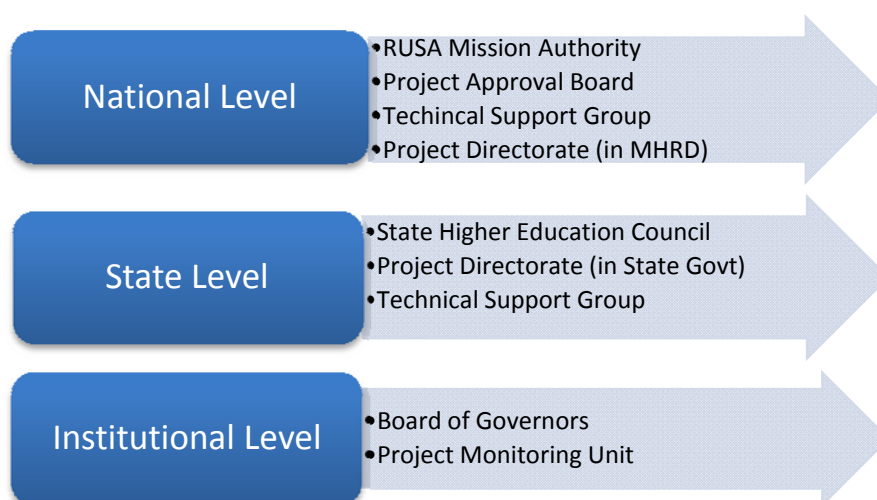 National Level
•RUSA Mission Authority
•Project Approval Board
•Techincal Support Group
•Project Directorate (in MHRD)
State Level
•State Higher Education Council
•Project Directorate (in State Govt)
•Technical Support Group
Institutional Level
•Board of Governors
•Project Monitoring Unit